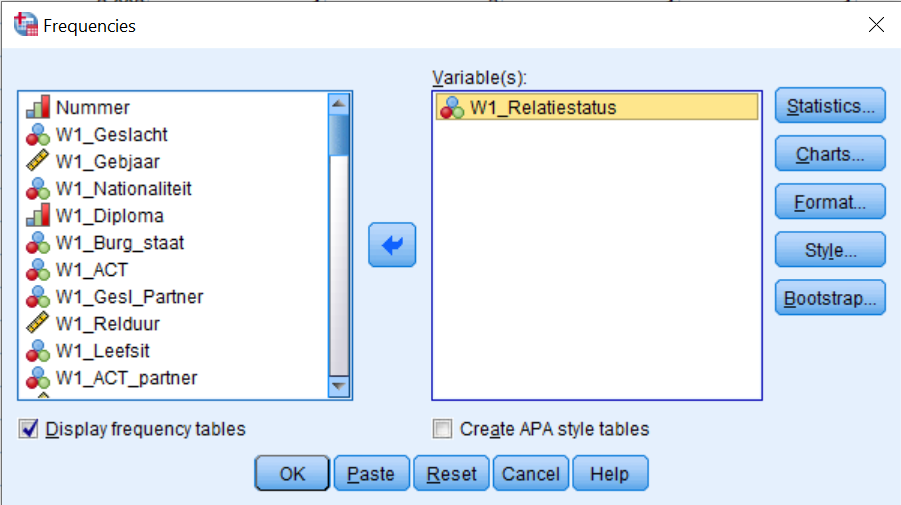 Frequencies
Variable(s):
Nummer
W1_Geslacht
W1_Gebjaar
W1_Nationaliteit
W1_Diploma
W1_Burg_staat
W1_ACT
W1_Gesl_Partner
W1_Relduur
W1_Leefsit
W1_ACT_partner
W1_Relatiestatus
Statistics...
Charts...
Format...
Style...
Bootstrap...
Display frequency tables
Create APA style tables
OK Paste Reset Cancel Help